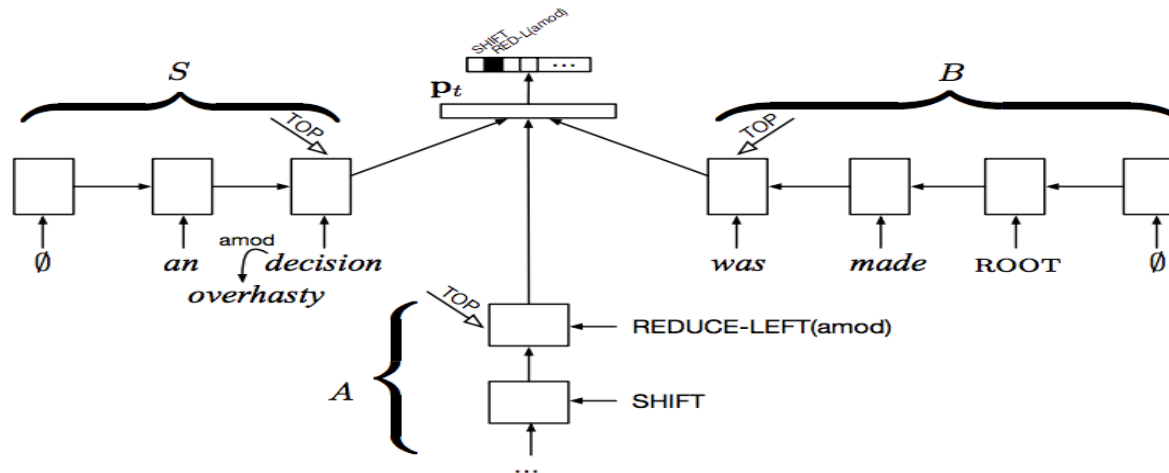 SHIFT
RED-L(amod)
...
S
p_t
B
TOP
TOP
∅
an
amod
decision
overhasty
was
made
ROOT
∅
TOP
A
REDUCE-LEFT(amod)
SHIFT
...